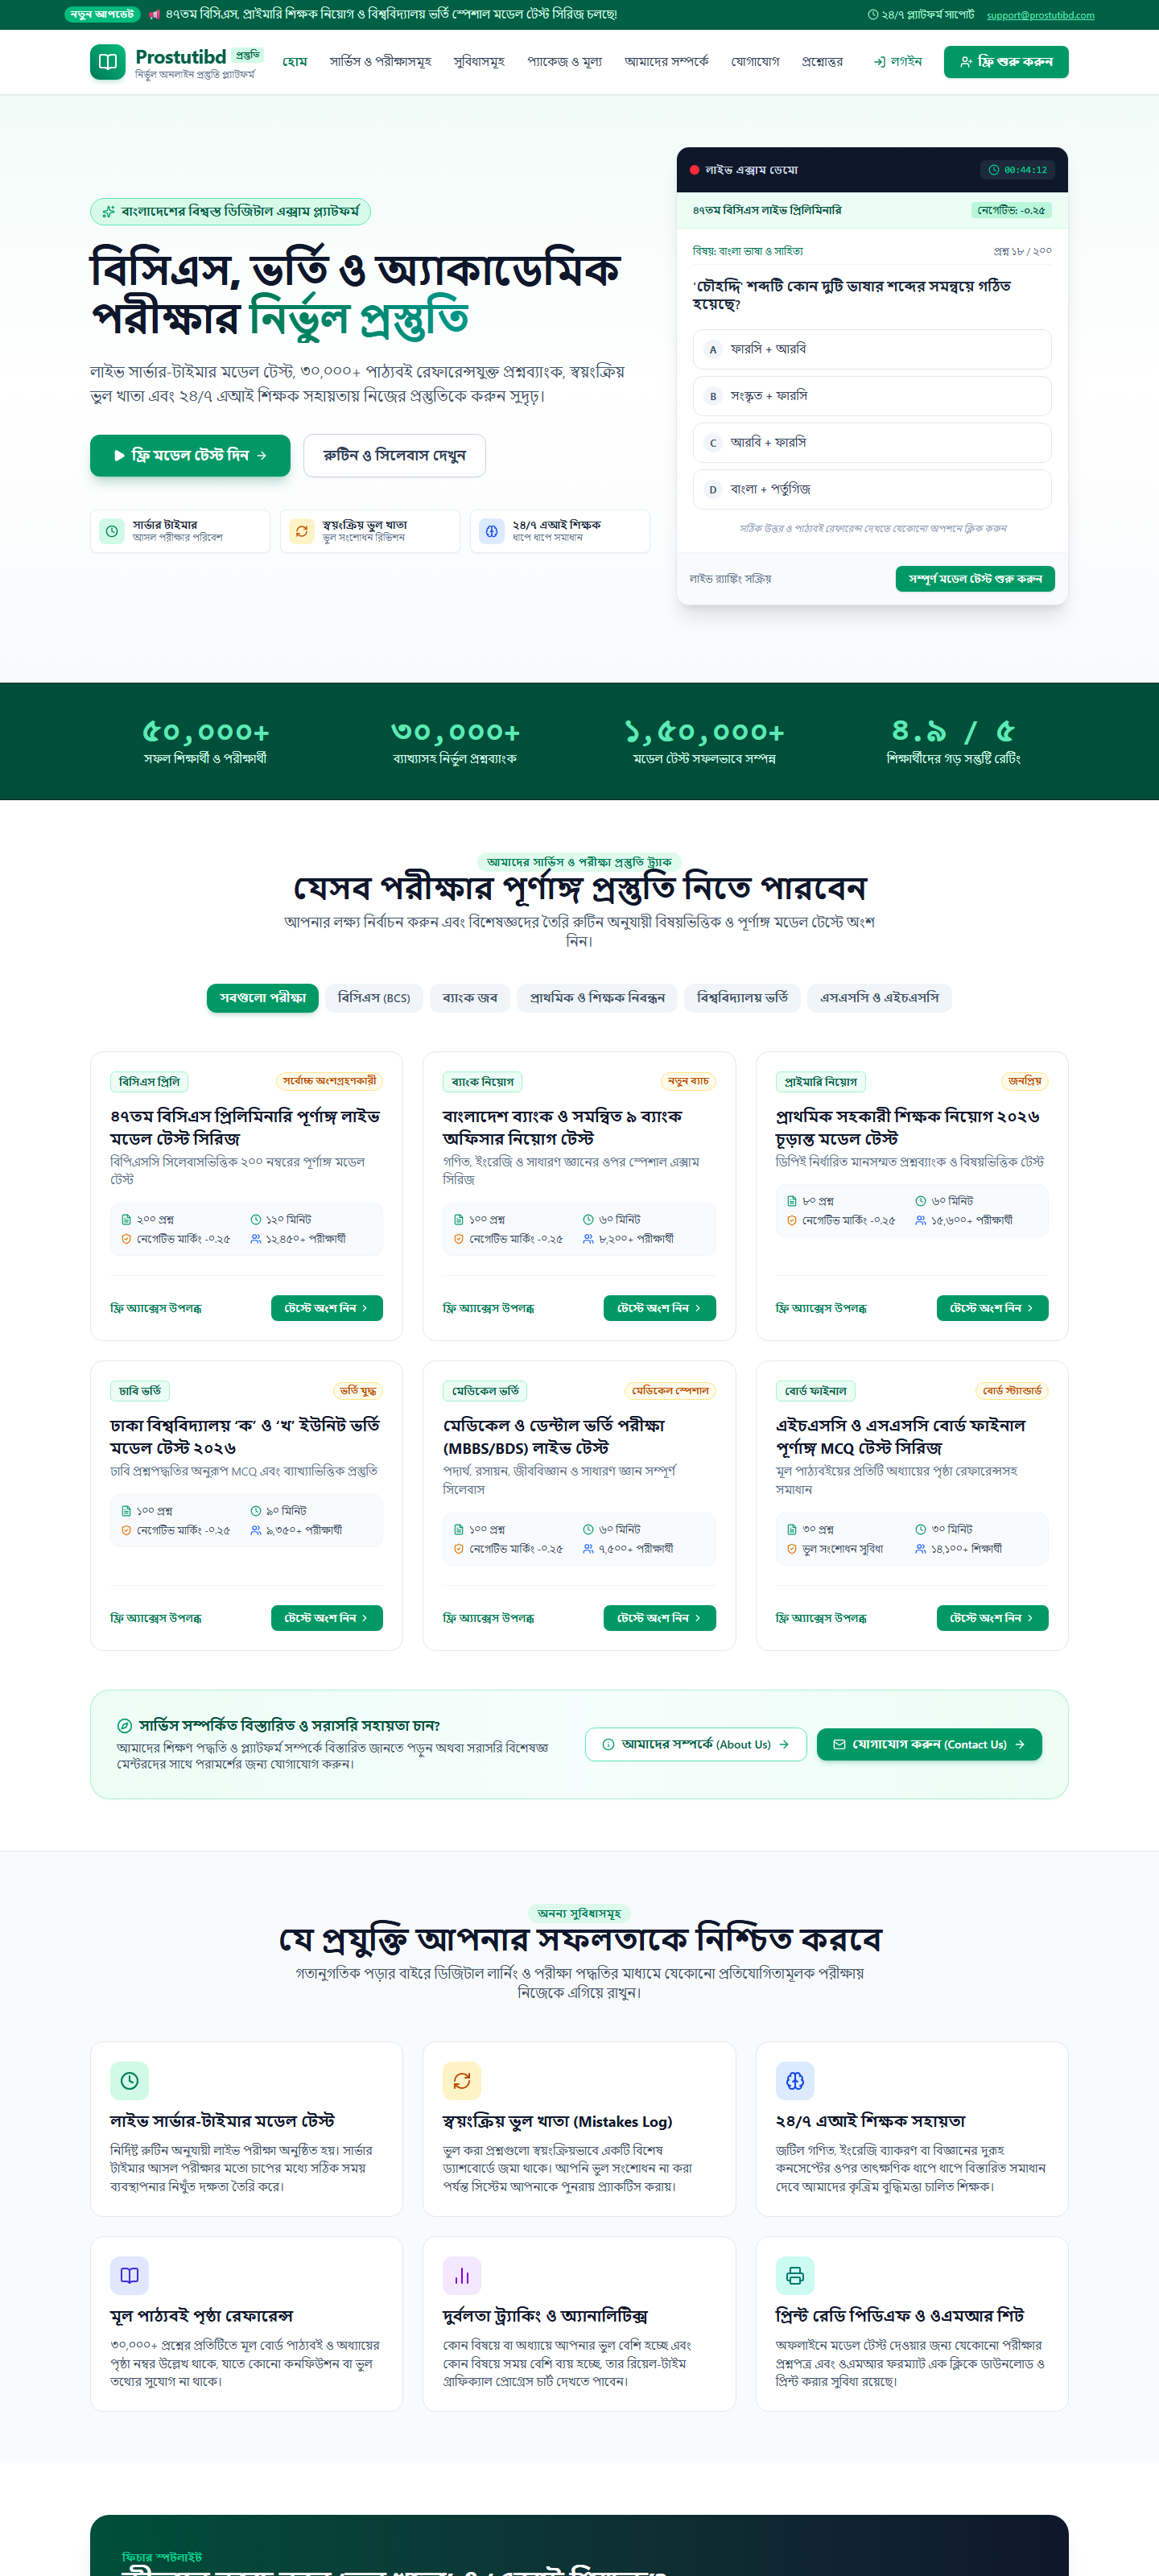 নতুন আপডেট 📢 ৪৭তম বিসিএস, প্রাইমারি শিক্ষক নিয়োগ ও বিশ্ববিদ্যালয় ভর্তি স্পেশাল মডেল টেস্ট সিরিজ চলছে! ২৪/৭ প্ল্যাটফর্ম সাপোর্ট support@prostutibd.com
Prostutibd প্রস্তুতি
নির্ভুল অনলাইন প্রস্তুতি প্ল্যাটফর্ম
হোম সার্ভিস ও পরীক্ষাসমূহ সুবিধাসমূহ প্যাকেজ ও মূল্য আমাদের সম্পর্কে যোগাযোগ প্রশ্নোত্তর লগইন ফ্রি শুরু করুন
বাংলাদেশের বিশ্বস্ত ডিজিটাল এক্সাম প্ল্যাটফর্ম
বিসিএস, ভর্তি ও অ্যাকাডেমিক
পরীক্ষার নির্ভুল প্রস্তুতি
লাইভ সার্ভার-টাইমার মডেল টেস্ট, ৩০,০০০+ পাঠ্যবই রেফারেন্সযুক্ত প্রশ্নব্যাংক, স্বয়ংক্রিয়
ভুল খাতা এবং ২৪/৭ এআই শিক্ষক সহায়তায় নিজের প্রস্তুতিকে করুন সুদৃঢ়।
ফ্রি মডেল টেস্ট দিন → রুটিন ও সিলেবাস দেখুন
সার্ভার টাইমার
আসল পরীক্ষার পরিবেশ
স্বয়ংক্রিয় ভুল খাতা
ভুল সংশোধন রিভিশন
২৪/৭ এআই শিক্ষক
ধাপে ধাপে সমাধান
লাইভ এক্সাম ডেমো 00:44:12
৪৭তম বিসিএস লাইভ প্রিলিমিনারি নেগেটিভ: -০.২৫
বিষয়: বাংলা ভাষা ও সাহিত্য প্রশ্ন ১৮ / ২০০
'চৌহদ্দি' শব্দটি কোন দুটি ভাষার শব্দের সমন্বয়ে গঠিত
হয়েছে?
A ফারসি + আরবি
B সংস্কৃত + ফারসি
C আরবি + ফারসি
D বাংলা + পর্তুগিজ
সঠিক উত্তর ও পাঠ্যবই রেফারেন্স দেখতে যেকোনো অপশনে ক্লিক করুন
লাইভ র‍্যাঙ্কিং সক্রিয় সম্পূর্ণ মডেল টেস্ট শুরু করুন
৫০,০০০+ ৩০,০০০+ ১,৫০,০০০+ ৪.৯ / ৫
সফল শিক্ষার্থী ও পরীক্ষার্থী ব্যাখ্যাসহ নির্ভুল প্রশ্নব্যাংক মডেল টেস্ট সফলভাবে সম্পন্ন শিক্ষার্থীদের গড় সন্তুষ্টি রেটিং
আমাদের সার্ভিস ও পরীক্ষা প্রস্তুতি ট্র্যাক
যেসব পরীক্ষার পূর্ণাঙ্গ প্রস্তুতি নিতে পারবেন
আপনার লক্ষ্য নির্বাচন করুন এবং বিশেষজ্ঞদের তৈরি রুটিন অনুযায়ী বিষয়ভিত্তিক ও পূর্ণাঙ্গ মডেল টেস্টে অংশ
নিন।
সবগুলো পরীক্ষা বিসিএস (BCS) ব্যাংক জব প্রাথমিক ও শিক্ষক নিবন্ধন বিশ্ববিদ্যালয় ভর্তি এসএসসি ও এইচএসসি
বিসিএস প্রিলি সর্বোচ্চ অংশগ্রহণকারী
৪৭তম বিসিএস প্রিলিমিনারি পূর্ণাঙ্গ লাইভ
মডেল টেস্ট সিরিজ
বিপিএসসি সিলেবাসভিত্তিক ২০০ নম্বরের পূর্ণাঙ্গ মডেল
টেস্ট
২০০ প্রশ্ন ১২০ মিনিট
নেগেটিভ মার্কিং -০.২৫ ১২,৪৫০+ পরীক্ষার্থী
ফ্রি অ্যাক্সেস উপলব্ধ টেস্টে অংশ নিন >
ব্যাংক নিয়োগ নতুন ব্যাচ
বাংলাদেশ ব্যাংক ও সমন্বিত ৯ ব্যাংক
অফিসার নিয়োগ টেস্ট
গণিত, ইংরেজি ও সাধারণ জ্ঞানের ওপর স্পেশাল এক্সাম
সিরিজ
১০০ প্রশ্ন ৬০ মিনিট
নেগেটিভ মার্কিং -০.২৫ ৮,২০০+ পরীক্ষার্থী
ফ্রি অ্যাক্সেস উপলব্ধ টেস্টে অংশ নিন >
প্রাইমারি নিয়োগ জনপ্রিয়
প্রাথমিক সহকারী শিক্ষক নিয়োগ ২০২৬
চূড়ান্ত মডেল টেস্ট
ডিপিই নির্ধারিত মানসম্মত প্রশ্নব্যাংক ও বিষয়ভিত্তিক টেস্ট
৮০ প্রশ্ন ৬০ মিনিট
নেগেটিভ মার্কিং -০.২৫ ১৫,৬০০+ পরীক্ষার্থী
ফ্রি অ্যাক্সেস উপলব্ধ টেস্টে অংশ নিন >
ঢাবি ভর্তি ভর্তি যুদ্ধ
ঢাকা বিশ্ববিদ্যালয় 'ক' ও 'খ' ইউনিট ভর্তি
মডেল টেস্ট ২০২৬
ঢাবি প্রশ্নপদ্ধতির অনুরূপ MCQ এবং ব্যাখ্যাভিত্তিক প্রস্তুতি
১০০ প্রশ্ন ৯০ মিনিট
নেগেটিভ মার্কিং -০.২৫ ৯,৩৫০+ পরীক্ষার্থী
ফ্রি অ্যাক্সেস উপলব্ধ টেস্টে অংশ নিন >
মেডিকেল ভর্তি মেডিকেল স্পেশাল
মেডিকেল ও ডেন্টাল ভর্তি পরীক্ষা
(MBBS/BDS) লাইভ টেস্ট
পদার্থ, রসায়ন, জীববিজ্ঞান ও সাধারণ জ্ঞান সম্পূর্ণ
সিলেবাস
১০০ প্রশ্ন ৬০ মিনিট
নেগেটিভ মার্কিং -০.২৫ ৭,৫০০+ পরীক্ষার্থী
ফ্রি অ্যাক্সেস উপলব্ধ টেস্টে অংশ নিন >
বোর্ড ফাইনাল বোর্ড স্ট্যান্ডার্ড
এইচএসসি ও এসএসসি বোর্ড ফাইনাল
পূর্ণাঙ্গ MCQ টেস্ট সিরিজ
মূল পাঠ্যবইয়ের প্রতিটি অধ্যায়ের পৃষ্ঠা রেফারেন্সসহ
সমাধান
৩০ প্রশ্ন ৩০ মিনিট
ভুল সংশোধন সুবিধা ১৪,১০০+ শিক্ষার্থী
ফ্রি অ্যাক্সেস উপলব্ধ টেস্টে অংশ নিন >
সার্ভিস সম্পর্কিত বিস্তারিত ও সরাসরি সহায়তা চান?
আমাদের শিক্ষণ পদ্ধতি ও প্ল্যাটফর্ম সম্পর্কে বিস্তারিত জানতে পড়ুন অথবা সরাসরি বিশেষজ্ঞ
মেন্টরদের সাথে পরামর্শের জন্য যোগাযোগ করুন।
আমাদের সম্পর্কে (About Us) → যোগাযোগ করুন (Contact Us) →
অনন্য সুবিধাসমূহ
যে প্রযুক্তি আপনার সফলতাকে নিশ্চিত করবে
গতানুগতিক পড়ার বাইরে ডিজিটাল লার্নিং ও পরীক্ষা পদ্ধতির মাধ্যমে যেকোনো প্রতিযোগিতামূলক পরীক্ষায়
নিজেকে এগিয়ে রাখুন।
লাইভ সার্ভার-টাইমার মডেল টেস্ট
নির্দিষ্ট রুটিন অনুযায়ী লাইভ পরীক্ষা অনুষ্ঠিত হয়। সার্ভার
টাইমার আসল পরীক্ষার মতো চাপের মধ্যে সঠিক সময়
ব্যবস্থাপনার নিখুঁত দক্ষতা তৈরি করে।
স্বয়ংক্রিয় ভুল খাতা (Mistakes Log)
ভুল করা প্রশ্নগুলো স্বয়ংক্রিয়ভাবে একটি বিশেষ
ড্যাশবোর্ডে জমা থাকে। আপনি ভুল সংশোধন না করা
পর্যন্ত সিস্টেম আপনাকে পুনরায় প্র্যাকটিস করায়।
২৪/৭ এআই শিক্ষক সহায়তা
জটিল গণিত, ইংরেজি ব্যাকরণ বা বিজ্ঞানের দুরূহ
কনসেপ্টের ওপর তাৎক্ষণিক ধাপে ধাপে বিস্তারিত সমাধান
দেবে আমাদের কৃত্রিম বুদ্ধিমত্তা চালিত শিক্ষক।
মূল পাঠ্যবই পৃষ্ঠা রেফারেন্স
৩০,০০০+ প্রশ্নের প্রতিটিতে মূল বোর্ড পাঠ্যবই ও অধ্যায়ের
পৃষ্ঠা নম্বর উল্লেখ থাকে, যাতে কোনো কনফিউশন বা ভুল
তথ্যের সুযোগ না থাকে।
দুর্বলতা ট্র্যাকিং ও অ্যানালিটিক্স
কোন বিষয়ে বা অধ্যায়ে আপনার ভুল বেশি হচ্ছে এবং
কোন বিষয়ে সময় বেশি ব্যয় হচ্ছে, তার রিয়েল-টাইম
গ্রাফিক্যাল প্রোগ্রেস চার্ট দেখতে পাবেন।
প্রিন্ট রেডি পিডিএফ ও ওএমআর শিট
অফলাইনে মডেল টেস্ট দেওয়ার জন্য যেকোনো পরীক্ষার
প্রশ্নপত্র এবং ওএমআর ফরম্যাট এক ক্লিকে ডাউনলোড ও
প্রিন্ট করার সুবিধা রয়েছে।
ফিচার স্পটলাইট